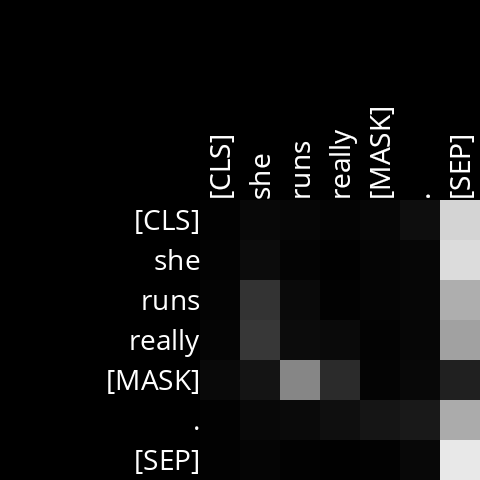 [CLS] she runs really [MASK] . [SEP]
[CLS]
she
runs
really
[MASK]
.
[SEP]